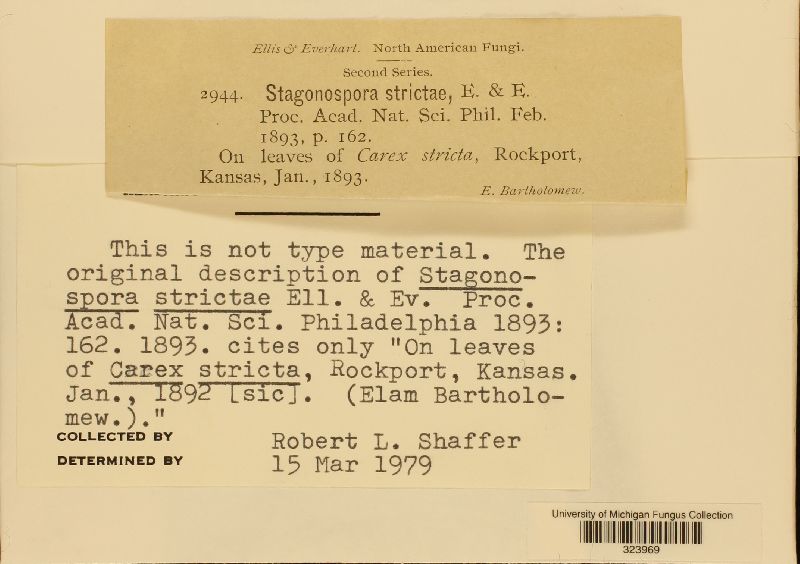 Ellis & Everhart. North American Fungi.
Second Series.
2944. Stagonospora strictae, E. & E.
Proc. Acad. Nat. Sci. Phil. Feb.
1893, p. 162.
On leaves of Carex stricta, Rockport,
Kansas, Jan., 1893.
E. Bartholomew.
This is not type material. The
original description of Stagono-
spora strictae Ell. & Ev. Proc.
Acad. Nat. Sci. Philadelphia 1893:
162. 1893. cites only "On leaves
of Carex stricta, Rockport, Kansas.
Jan., 1892 [sic]. (Elam Bartholo-
mew.)."
COLLECTED BY Robert L. Shaffer
DETERMINED BY 15 Mar 1979
University of Michigan Fungus Collection
323969